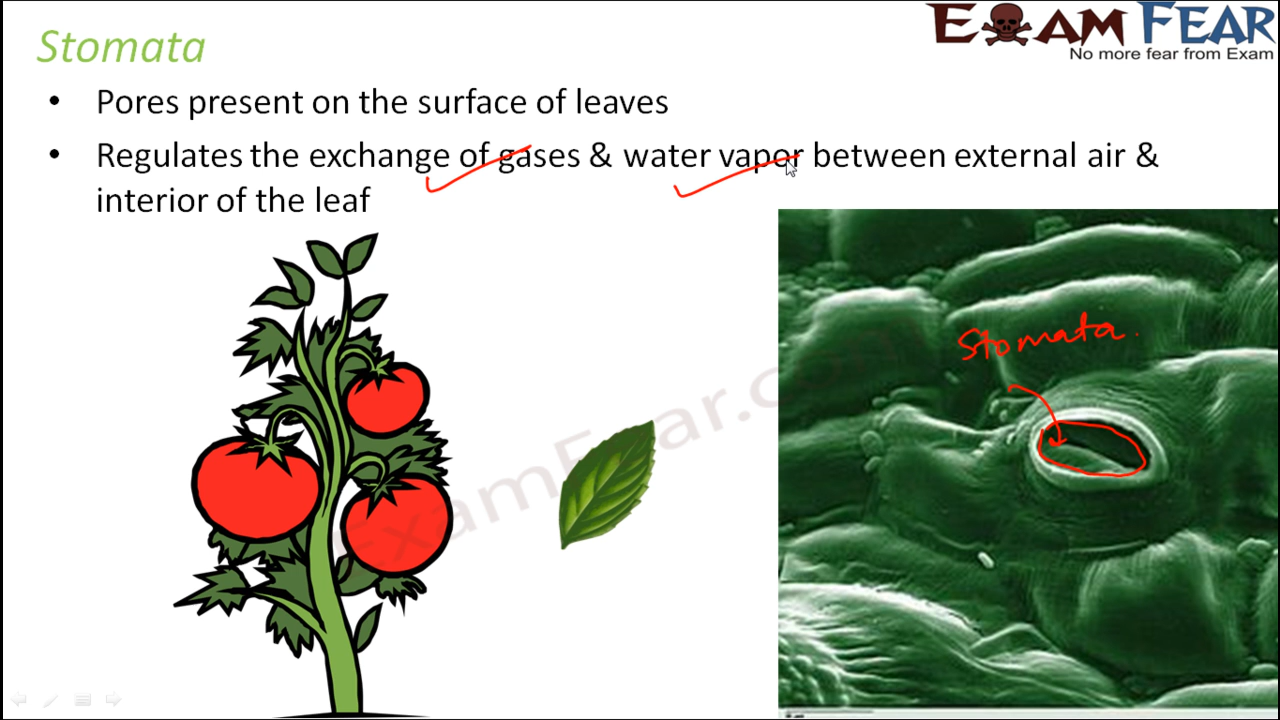 Stomata
EXAM FEAR
No more fear from Exam
• Pores present on the surface of leaves
• Regulates the exchange of gases & water vapor between external air &
interior of the leaf
Stomata.
ExamFear.com